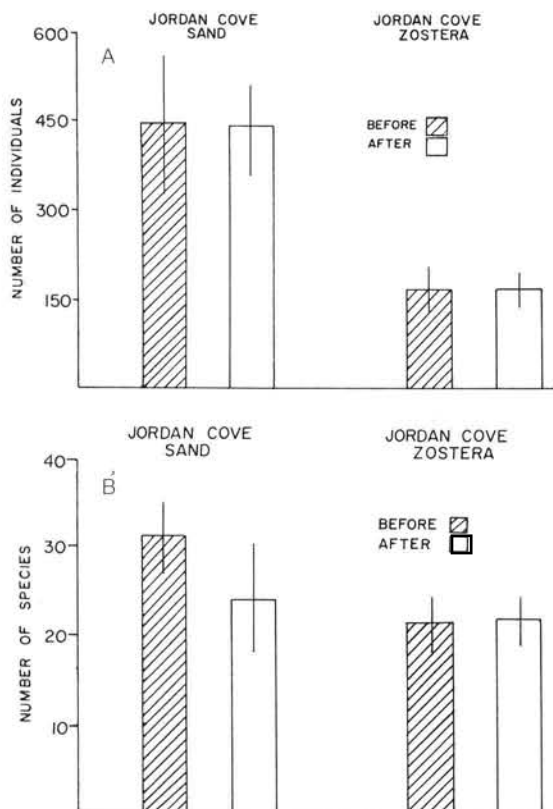 JORDAN COVE
SAND
JORDAN COVE
ZOSTERA
A
BEFORE
AFTER
600
450
300
150
NUMBER OF INDIVIDUALS
JORDAN COVE
SAND
JORDAN COVE
ZOSTERA
B
BEFORE
AFTER
40
30
20
10
NUMBER OF SPECIES